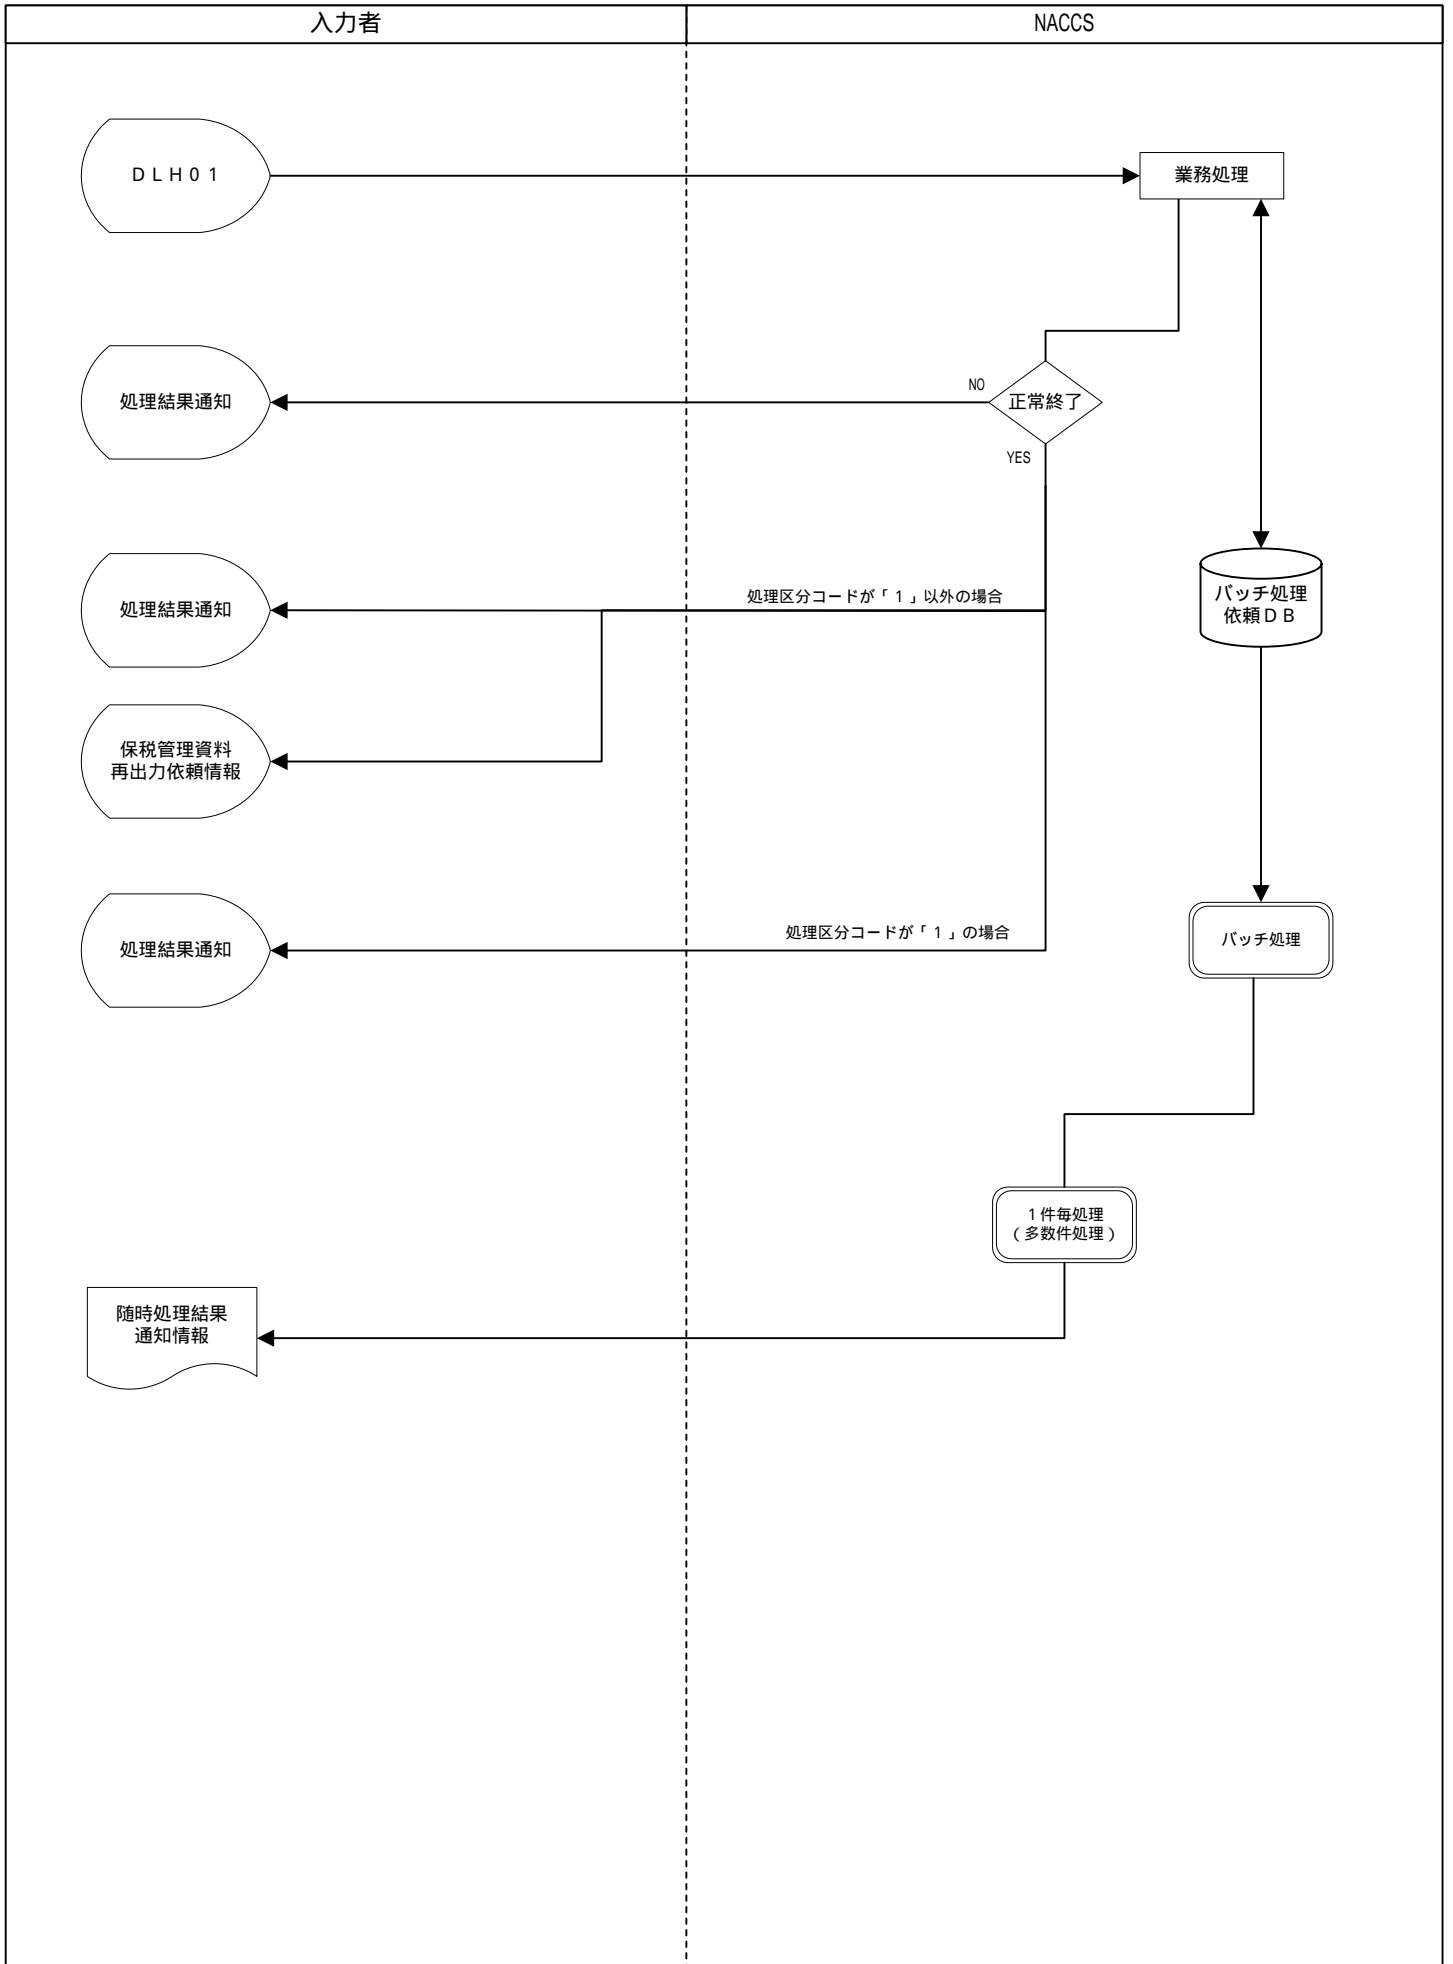 入力者
NACCS
ＤＬＨ０１
業務処理
処理結果通知
NO
正常終了
YES
処理結果通知
処理区分コードが「１」以外の場合
バッチ処理
依頼ＤＢ
保税管理資料
再出力依頼情報
処理結果通知
処理区分コードが「１」の場合
バッチ処理
１件毎処理
（多数件処理）
随時処理結果
通知情報